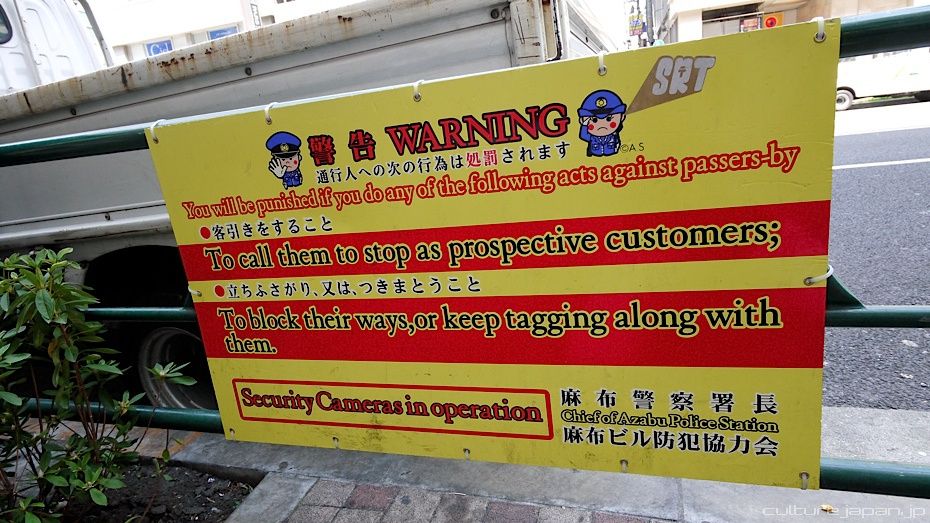 SRT
警告 WARNING
©A S
通行人への次の行為は処罰されます
You will be punished if you do any of the following acts against passers-by
●客引きをすること
To call them to stop as prospective customers;
●立ちふさがり、又は、つきまとうこと
To block their ways,or keep tagging along with
them.
Security Cameras in operation
麻布警察署長
Chief of Azabu Police Station
麻布ビル防犯協力会
culturejapan.jp